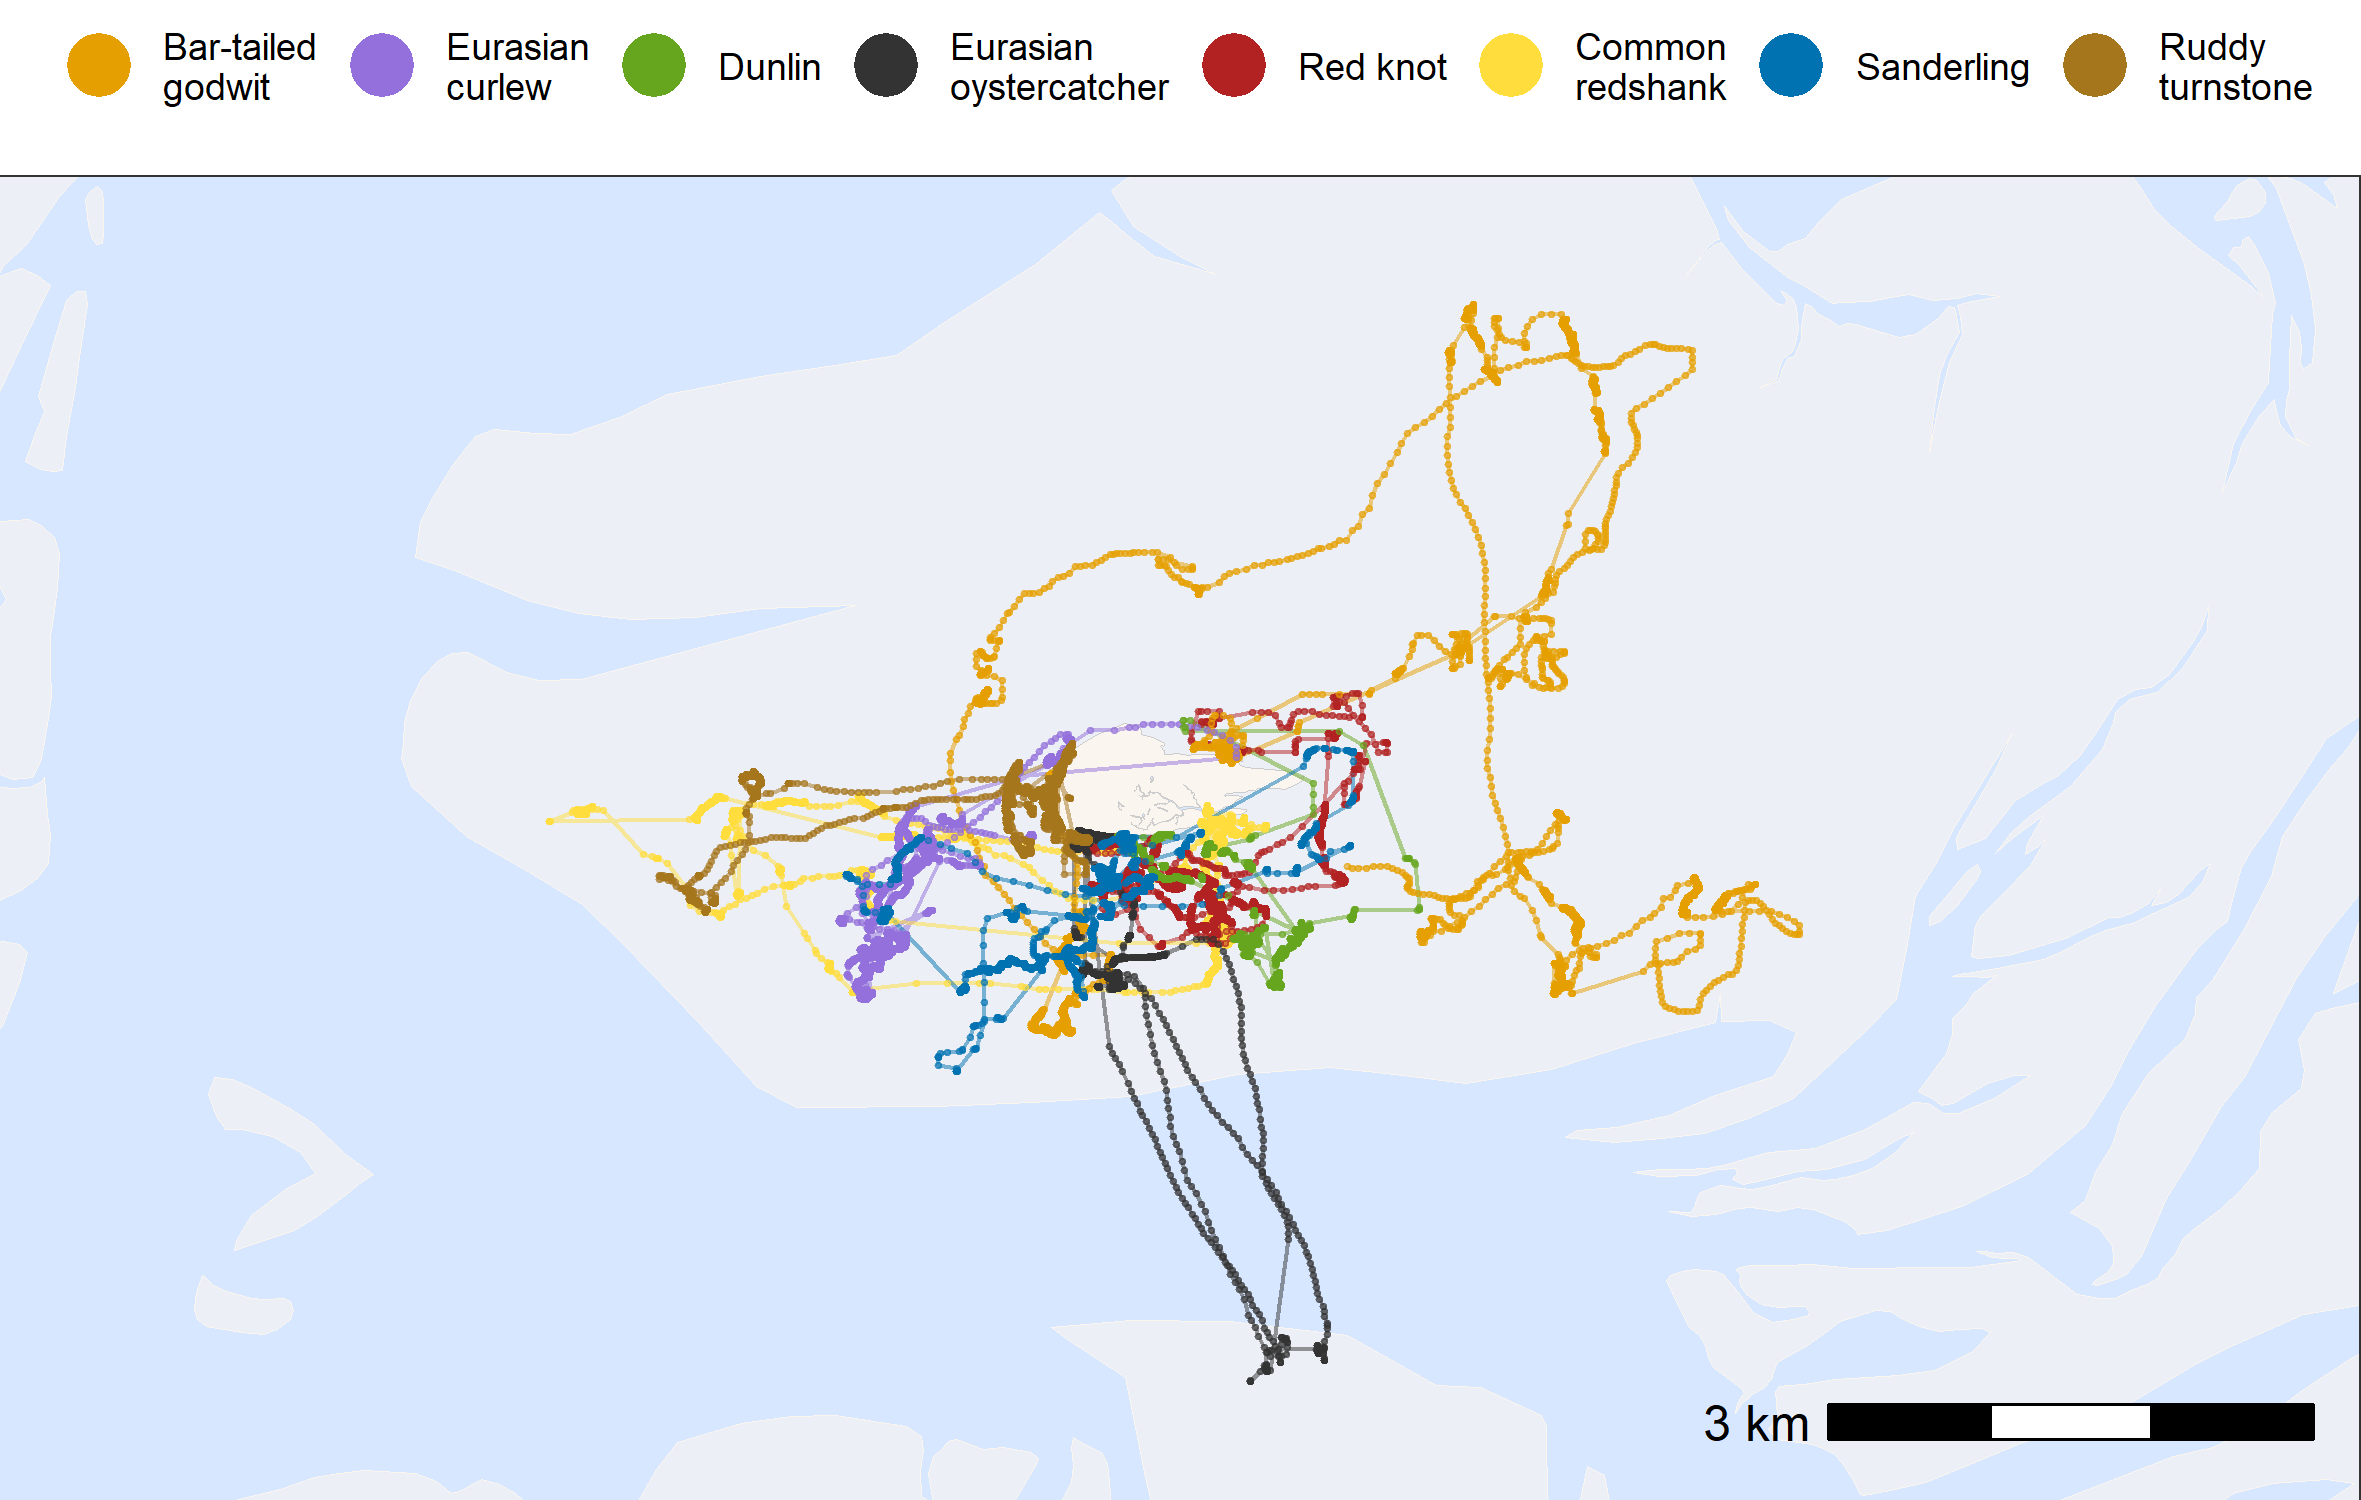 Bar-tailed
godwit
Eurasian
curlew
Dunlin
Eurasian
oystercatcher
Red knot
Common
redshank
Sanderling
Ruddy
turnstone
3 km